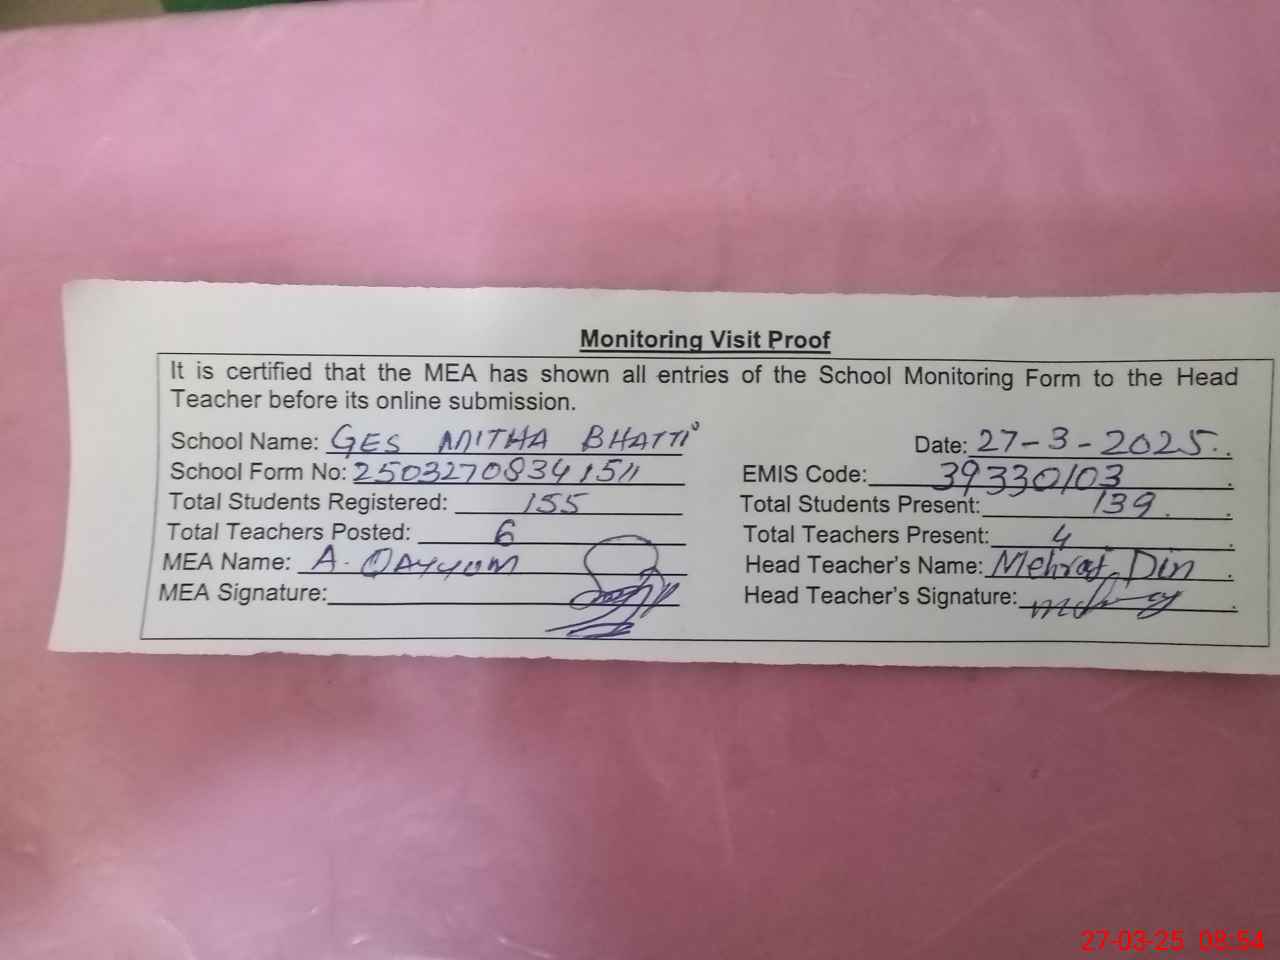 Monitoring Visit Proof
It is certified that the MEA has shown all entries of the School Monitoring Form to the Head
Teacher before its online submission.
School Name: GES MITHA BHATTI Date: 27-3-2025.
School Form No: 25032708341511 EMIS Code: 39330103
Total Students Registered: 155 Total Students Present: 139.
Total Teachers Posted: 6 Total Teachers Present: 4
MEA Name: A. QAYYUM Head Teacher's Name: Mehraj Din
MEA Signature: Head Teacher's Signature:
27-03-25 08:54